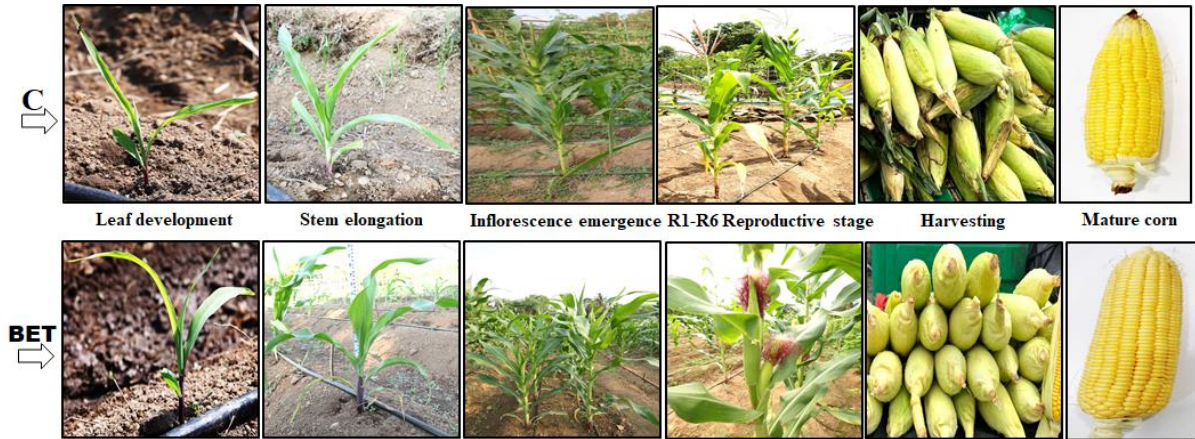 C
Leaf development
Stem elongation
Inflorescence emergence
R1-R6 Reproductive stage
Harvesting
Mature corn
BET